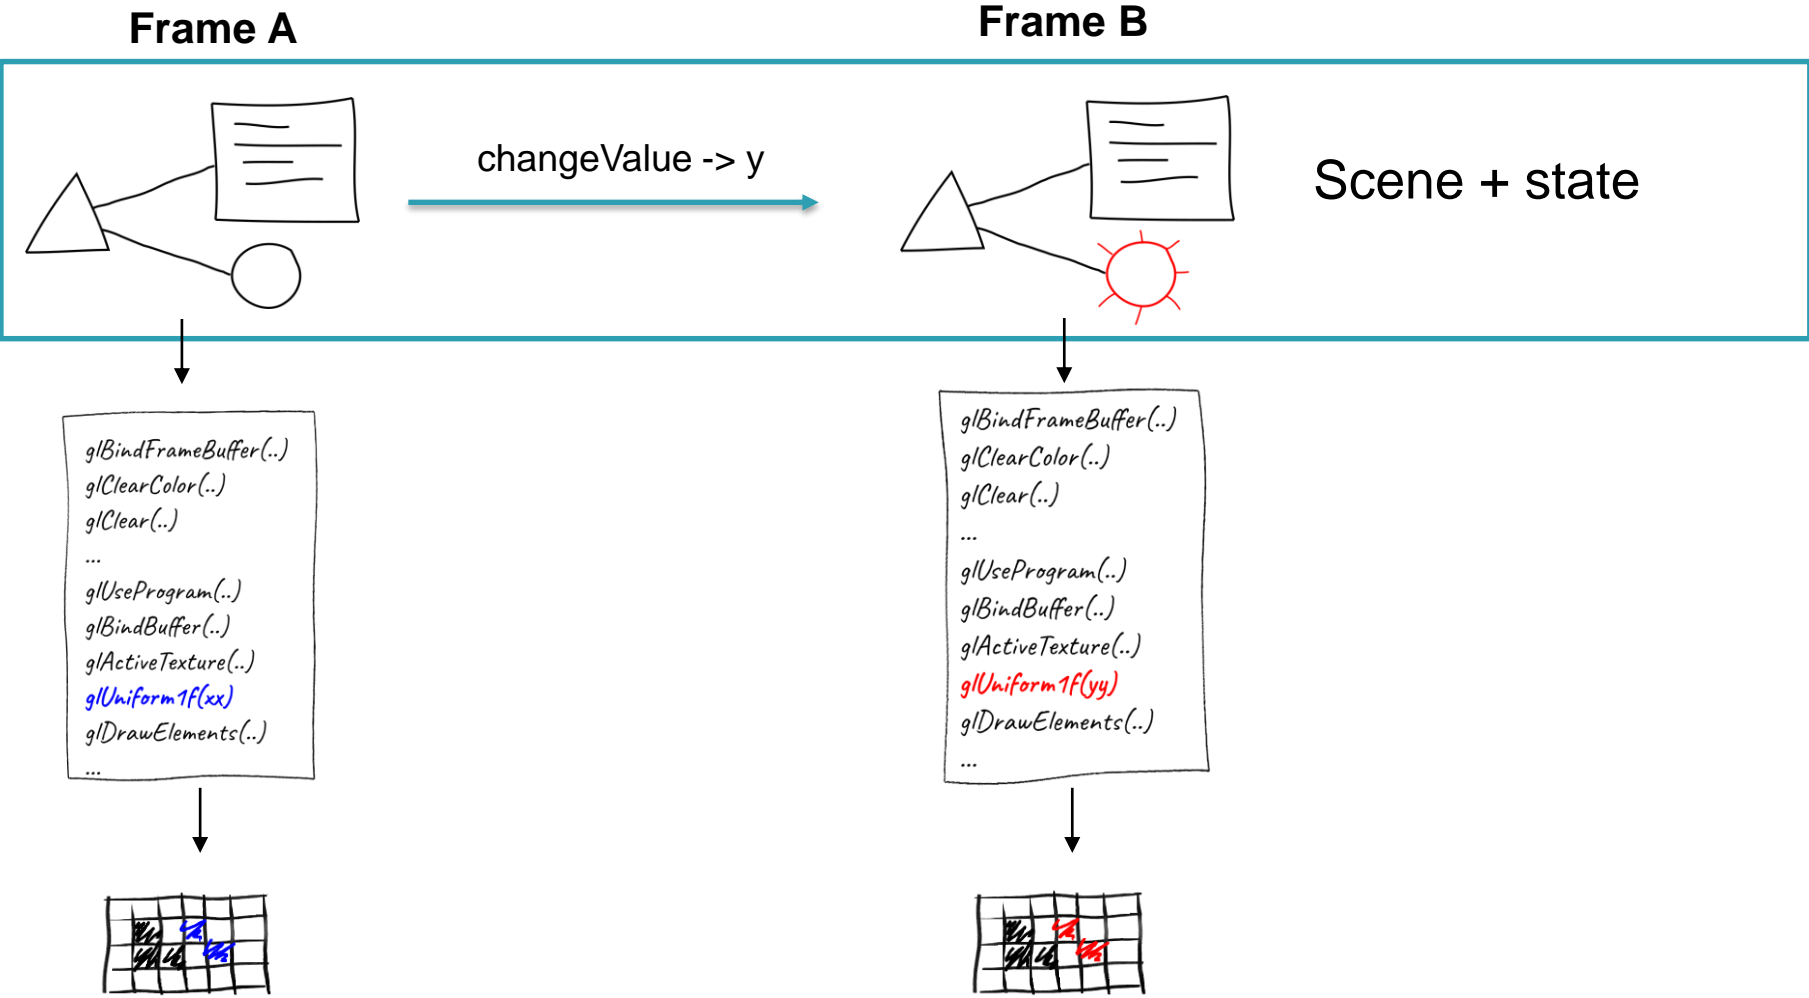 Frame A
Frame B
changeValue -> y
Scene + state
glBindFrameBuffer(..)
glClearColor(..)
glClear(..)
...
glUseProgram(..)
glBindBuffer(..)
glActiveTexture(..)
glUniform1f(xx)
glDrawElements(..)
...
glBindFrameBuffer(..)
glClearColor(..)
glClear(..)
...
glUseProgram(..)
glBindBuffer(..)
glActiveTexture(..)
glUniform1f(yy)
glDrawElements(..)
...